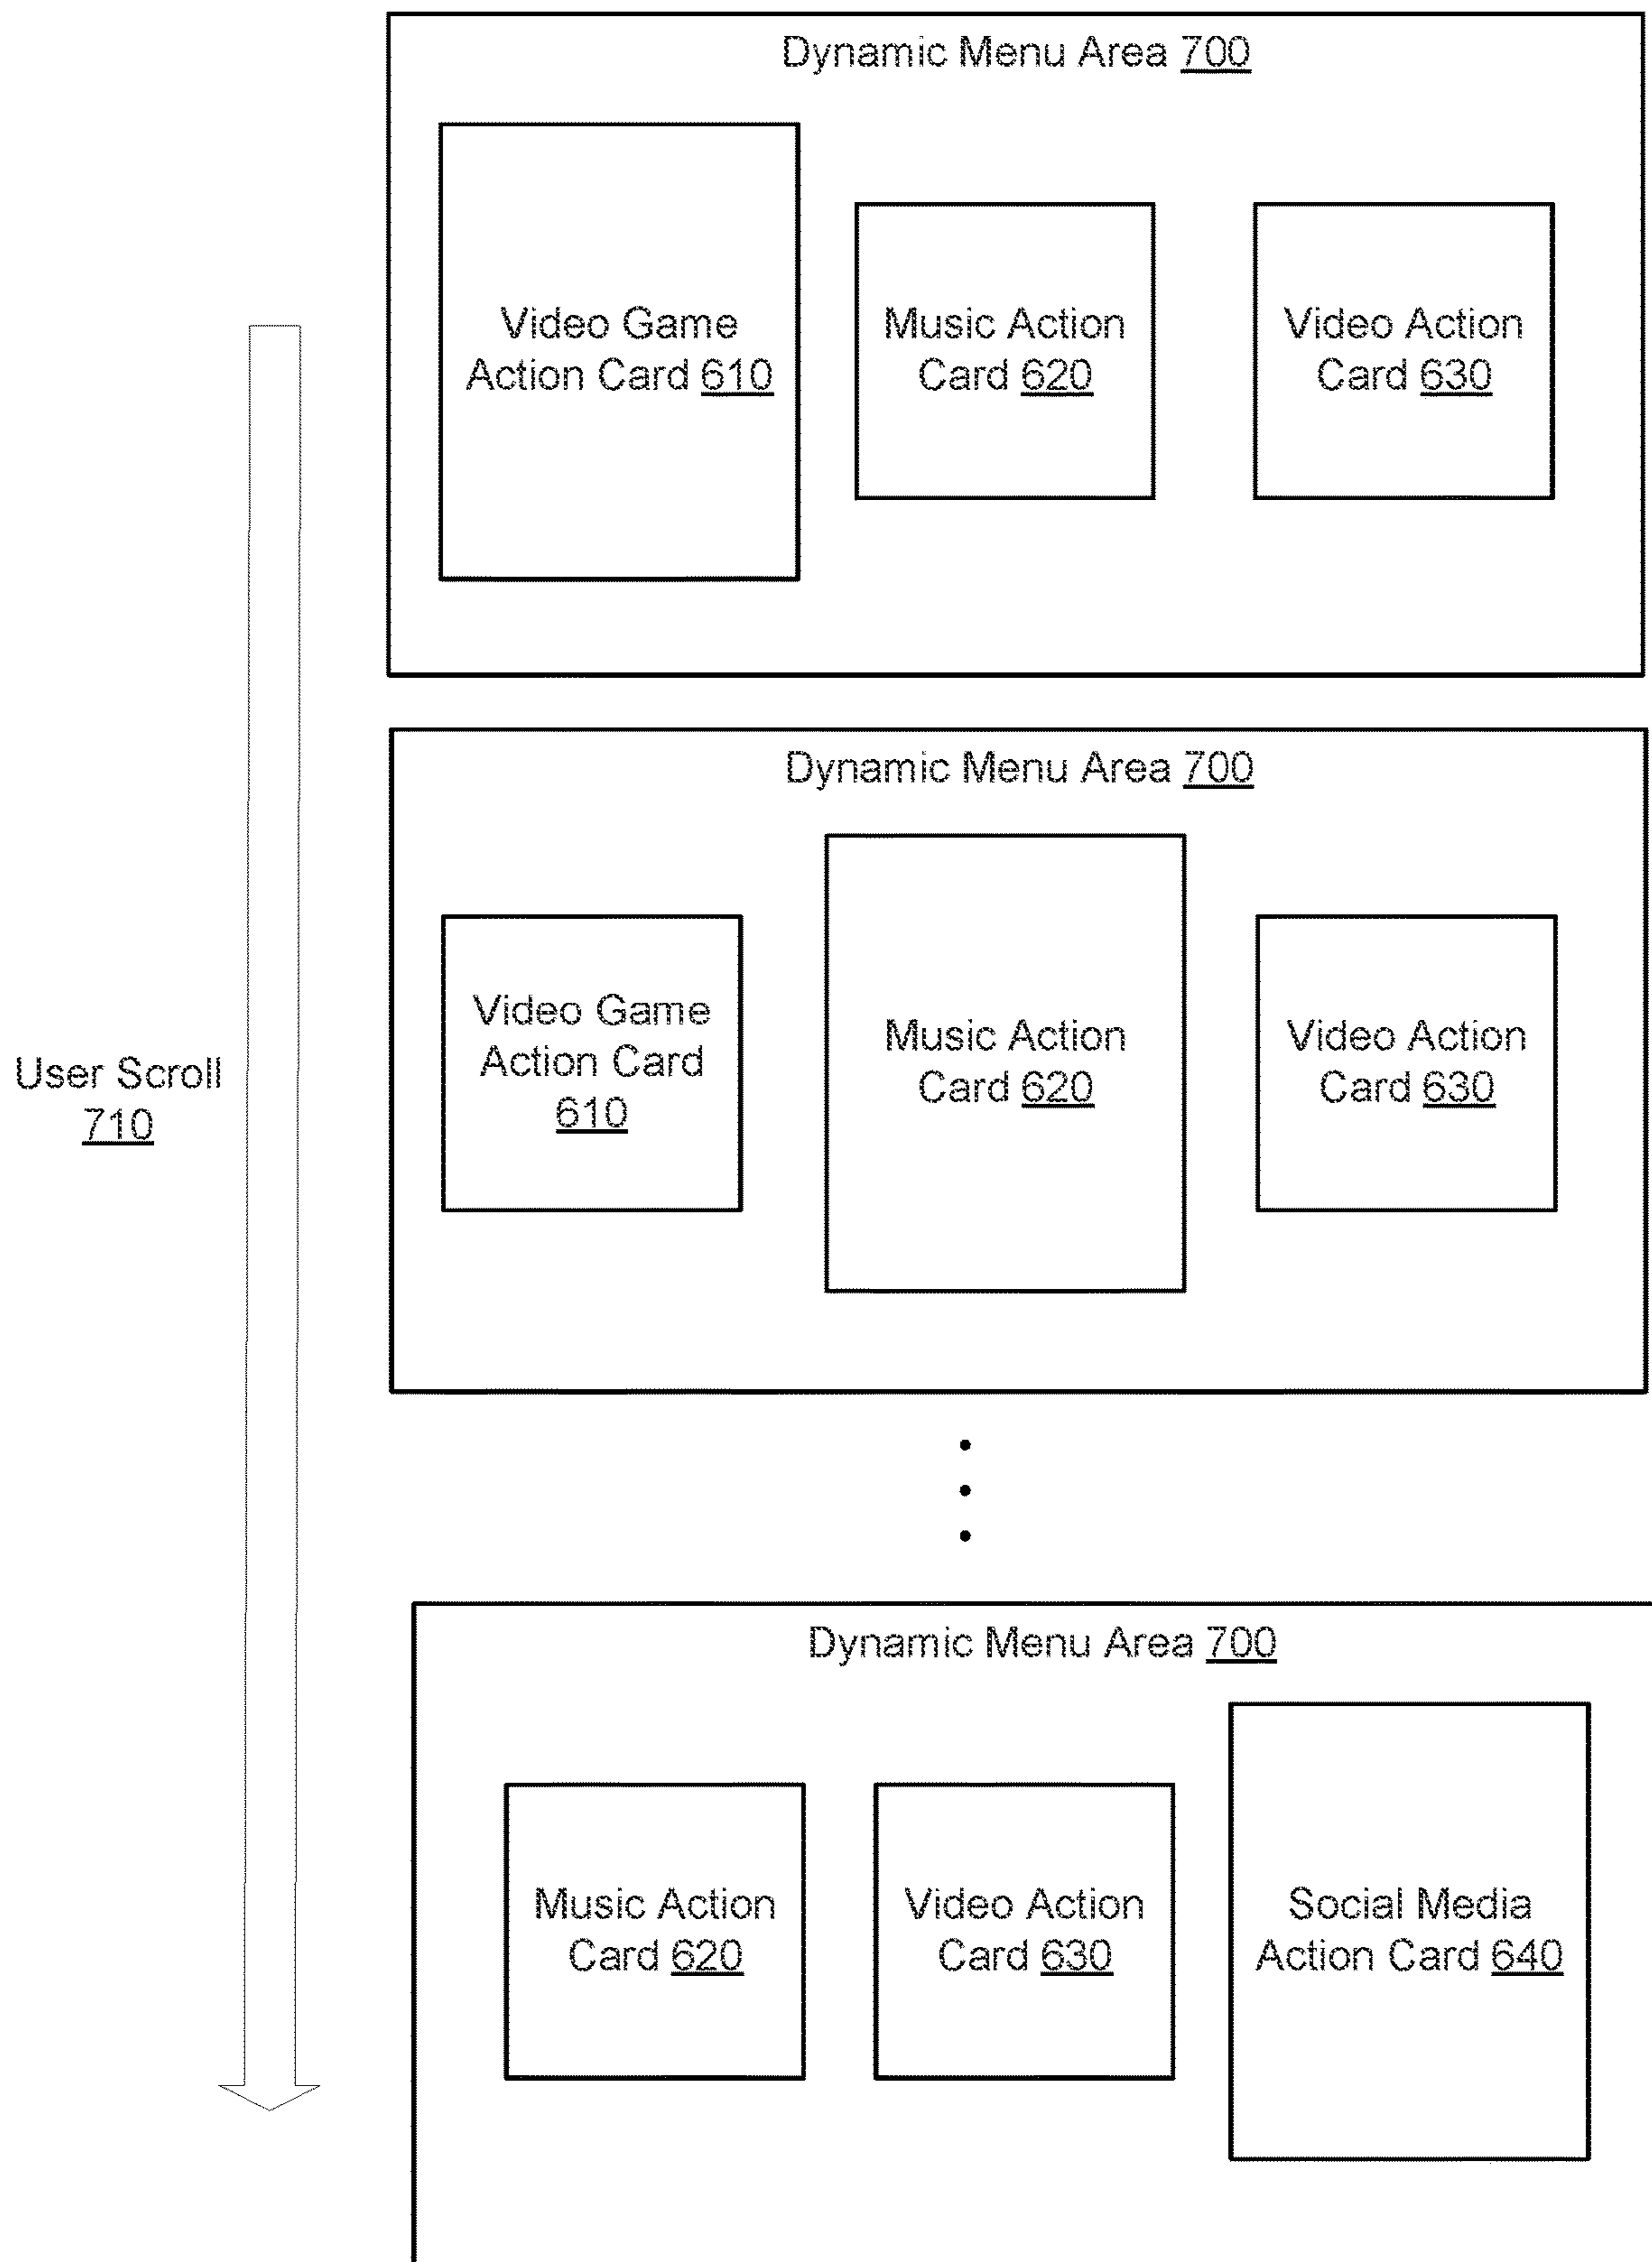 Dynamic Menu Area 700
Video Game
Action Card 610
Music Action
Card 620
Video Action
Card 630
Dynamic Menu Area 700
Video Game
Action Card
610
Music Action
Card 620
Video Action
Card 630
User Scroll
710
Dynamic Menu Area 700
Music Action
Card 620
Video Action
Card 630
Social Media
Action Card 640